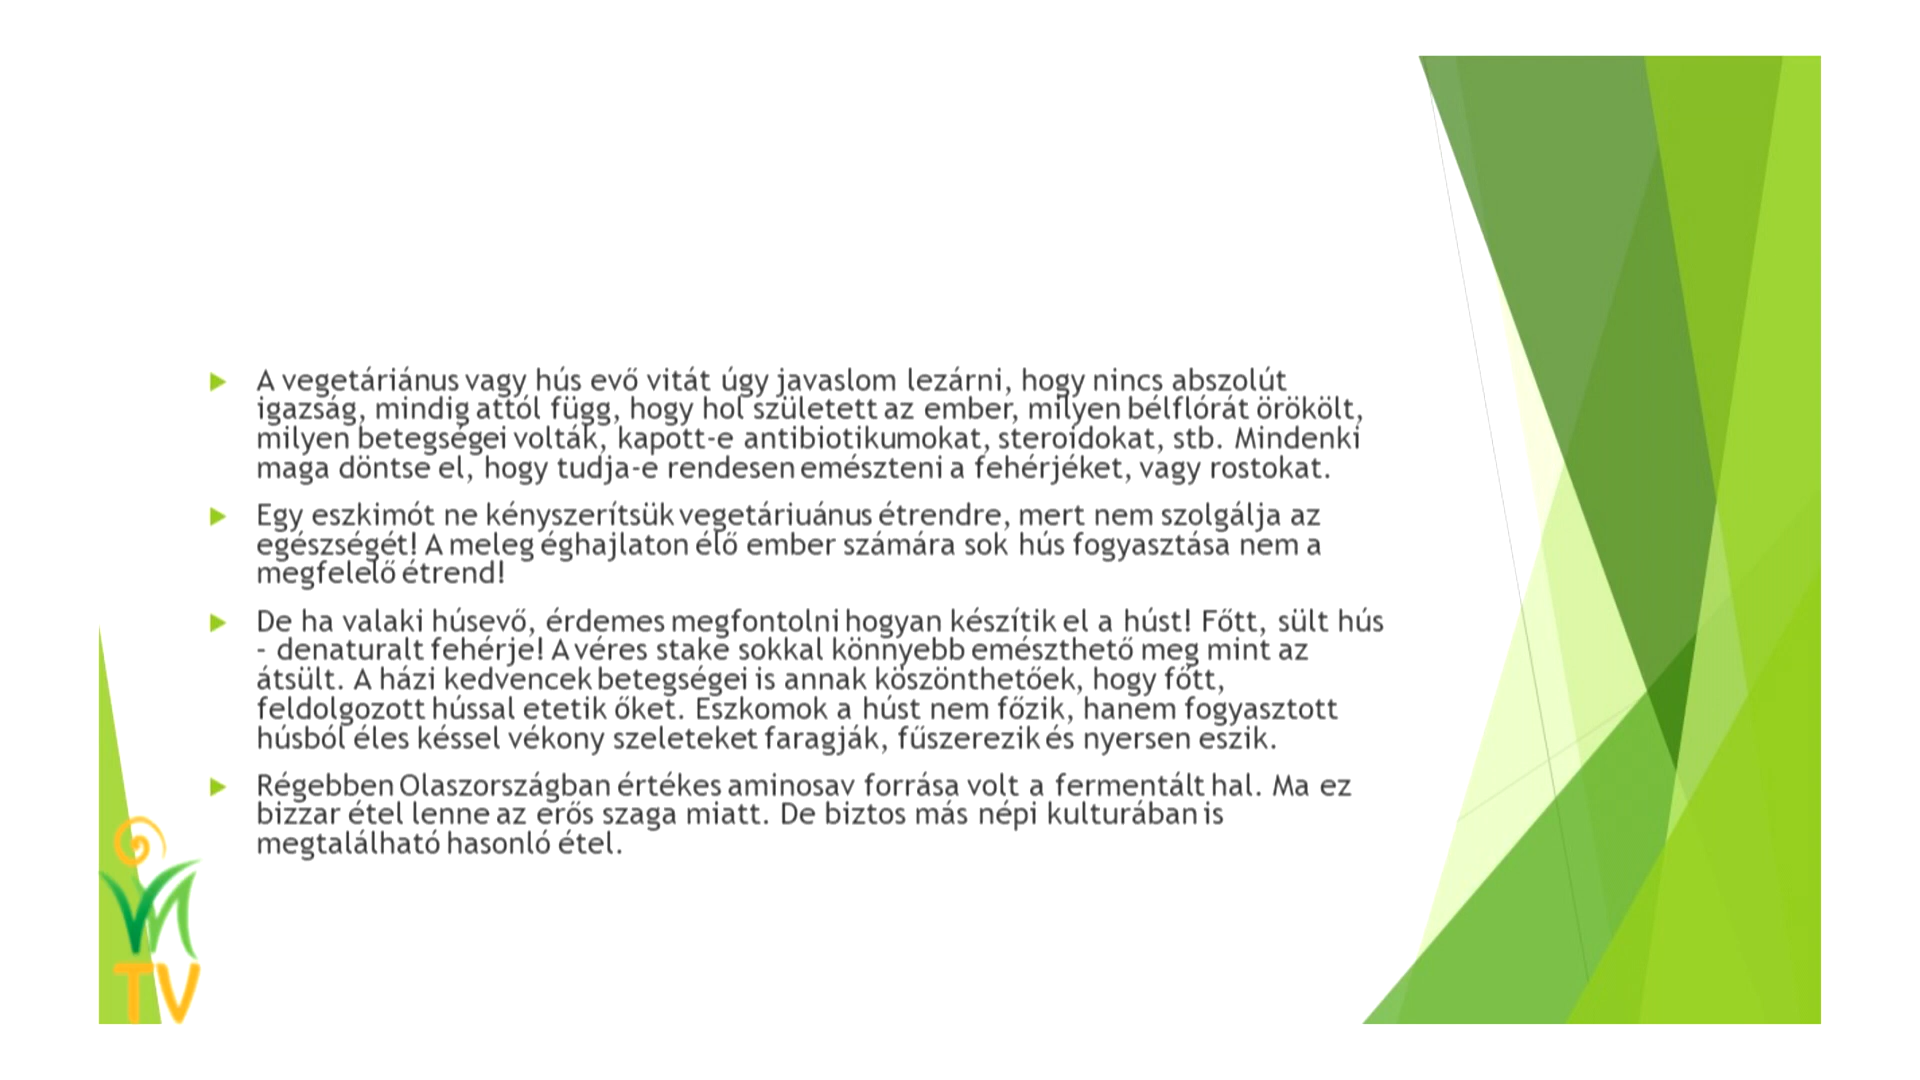 A vegetáriánus vagy hús evő vitát úgy javaslom lezárni, hogy nincs abszolút
igazság, mindig attól függ, hogy hol született az ember, milyen bélflórát örökölt,
milyen betegségei volták, kapott-e antibiotikumokat, steroidokat, stb. Mindenki
maga döntse el, hogy tudja-e rendesen emészteni a fehérjéket, vagy rostokat.
Egy eszkimót ne kényszerítsük vegetáriuánus étrendre, mert nem szolgálja az
egészségét! A meleg éghajlaton élő ember számára sok hús fogyasztása nem a
megfelelő étrend!
De ha valaki húsevő, érdemes megfontolni hogyan készítik el a húst! Főtt, sült hús
- denaturalt fehérje! A véres stake sokkal könnyebb emészthető meg mint az
átsült. A házi kedvencek betegségei is annak köszönthetőek, hogy főtt,
feldolgozott hússal etetik őket. Eszkomok a húst nem főzik, hanem fogyasztott
húsból éles késsel vékony szeleteket faragják, fűszerezik és nyersen eszik.
Régebben Olaszországban értékes aminosav forrása volt a fermentált hal. Ma ez
bizzar étel lenne az erős szaga miatt. De biztos más népi kulturában is
megtalálható hasonló étel.
TV